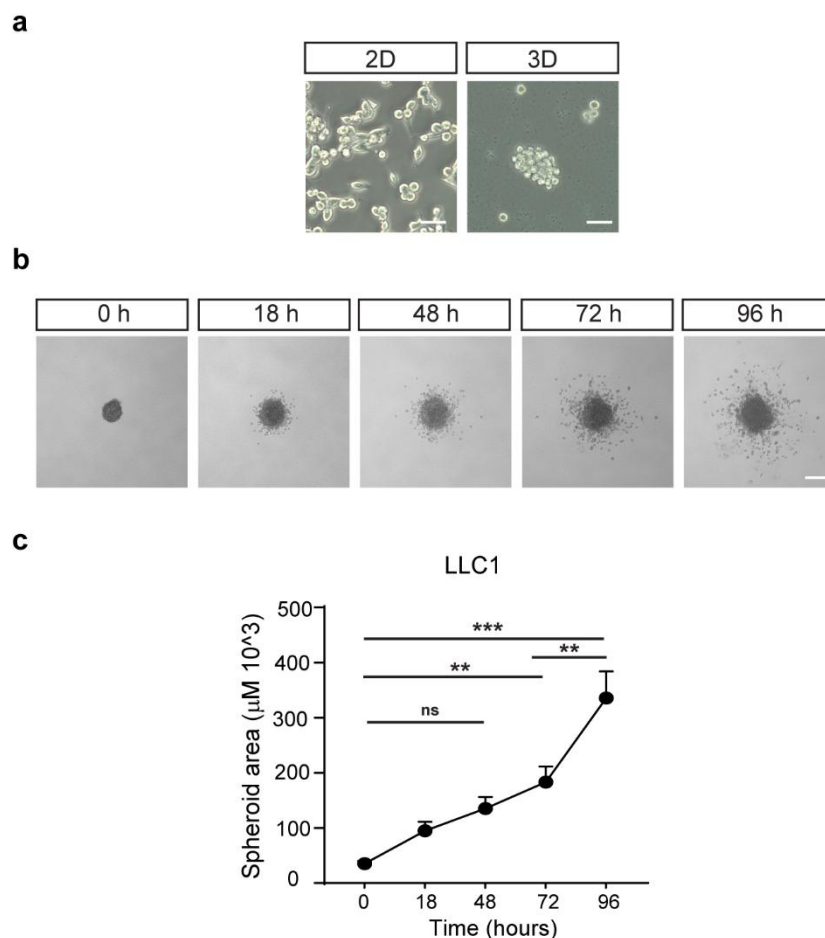 a
2D 3D
b
0 h 18 h 48 h 72 h 96 h
c
LLC1
Spheroid area (µM 10^3)
500
400
300
200
100
0
***
**
**
ns
0 18 48 72 96
Time (hours)